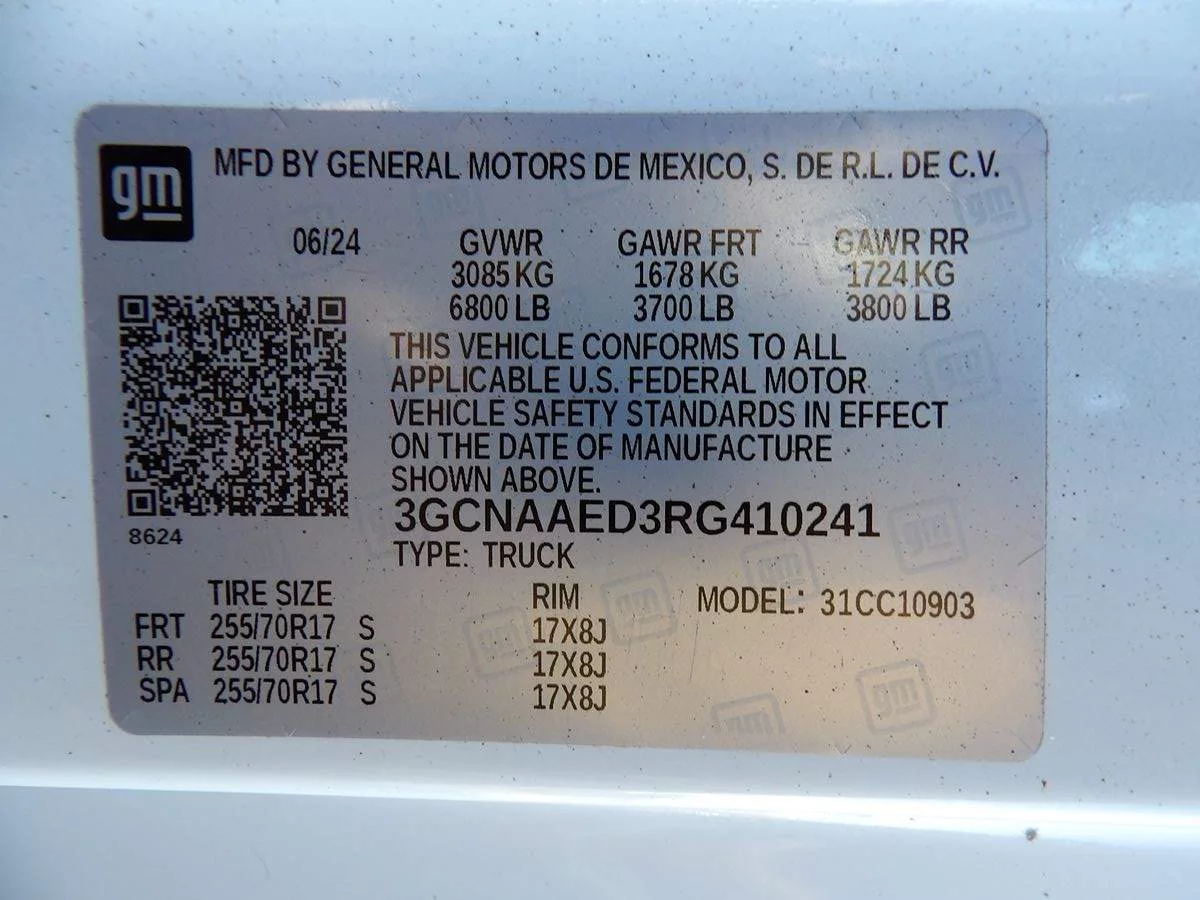 gm MFD BY GENERAL MOTORS DE MEXICO, S. DE R.L. DE C.V.
06/24 GVWR GAWR FRT GAWR RR
3085 KG 1678 KG 1724 KG
6800 LB 3700 LB 3800 LB
THIS VEHICLE CONFORMS TO ALL
APPLICABLE U.S. FEDERAL MOTOR
VEHICLE SAFETY STANDARDS IN EFFECT
ON THE DATE OF MANUFACTURE
SHOWN ABOVE.
3GCNAAED3RG410241
8624
TYPE: TRUCK
TIRE SIZE RIM MODEL: 31CC10903
FRT 255/70R17 S 17X8J
RR 255/70R17 S 17X8J
SPA 255/70R17 S 17X8J